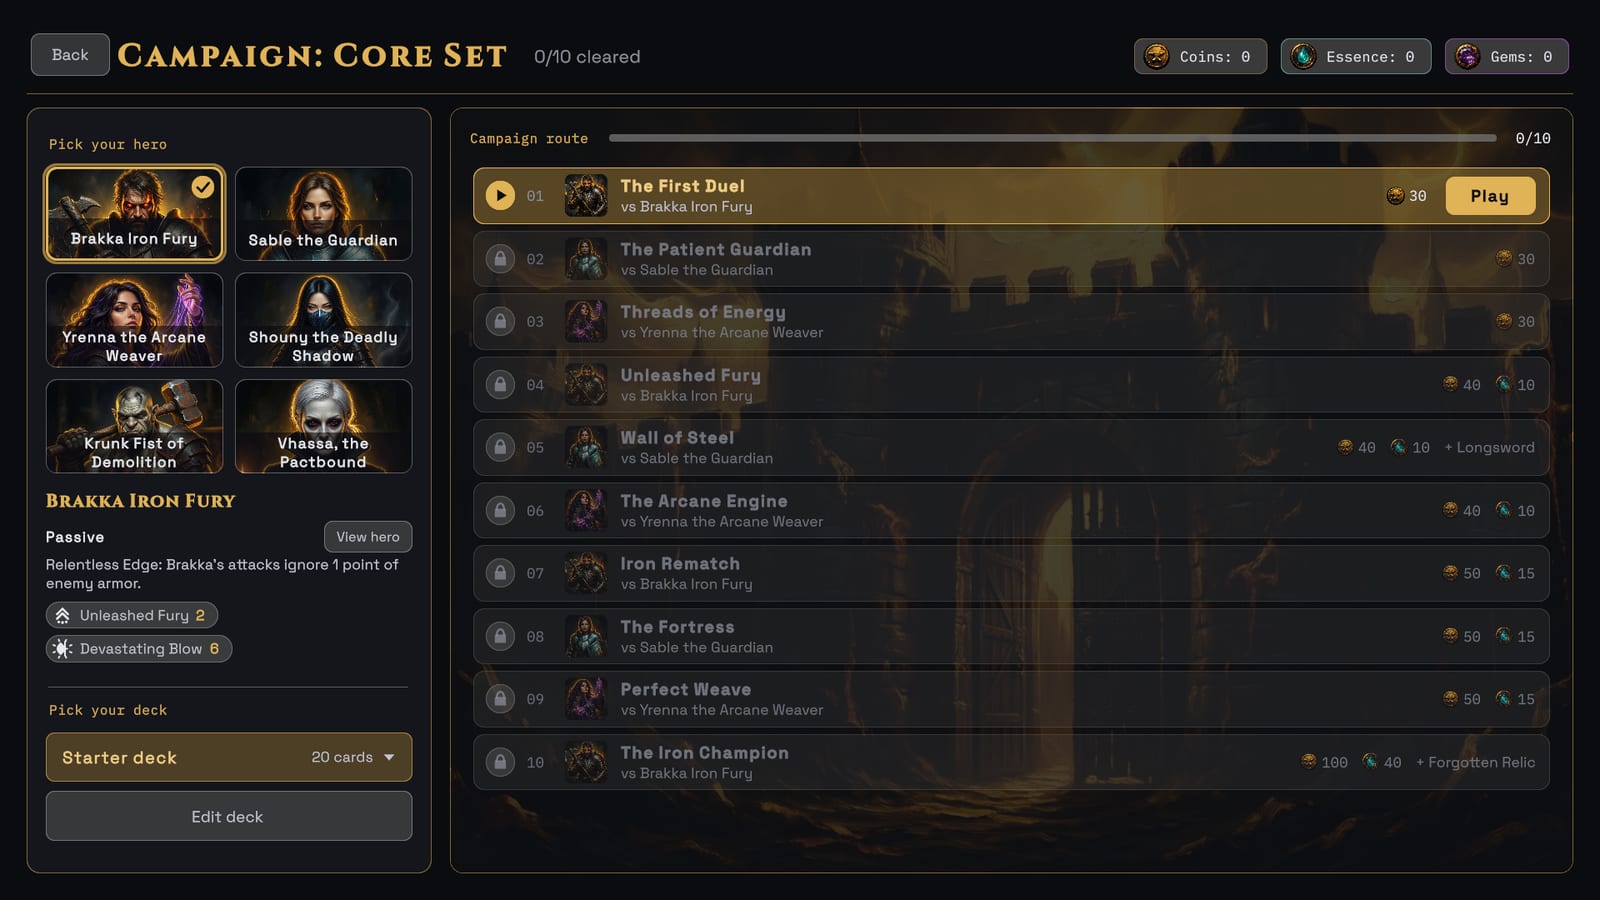 Back
Campaign: Core Set
0/10 cleared
Coins: 0
Essence: 0
Gems: 0
Pick your hero
Brakka Iron Fury
Sable the Guardian
Yrenna the Arcane
Weaver
Shouny the Deadly
Shadow
Krunk Fist of
Demolition
Vhassa, the
Pactbound
Brakka Iron Fury
Passive
View hero
Relentless Edge: Brakka's attacks ignore 1 point of
enemy armor.
Unleashed Fury 2
Devastating Blow 6
Pick your deck
Starter deck
20 cards
Edit deck
Campaign route
0/10
01
The First Duel
vs Brakka Iron Fury
30
Play
02
The Patient Guardian
vs Sable the Guardian
30
03
Threads of Energy
vs Yrenna the Arcane Weaver
30
04
Unleashed Fury
vs Brakka Iron Fury
40
10
05
Wall of Steel
vs Sable the Guardian
40
10
+ Longsword
06
The Arcane Engine
vs Yrenna the Arcane Weaver
40
10
07
Iron Rematch
vs Brakka Iron Fury
50
15
08
The Fortress
vs Sable the Guardian
50
15
09
Perfect Weave
vs Yrenna the Arcane Weaver
50
15
10
The Iron Champion
vs Brakka Iron Fury
100
40
+ Forgotten Relic